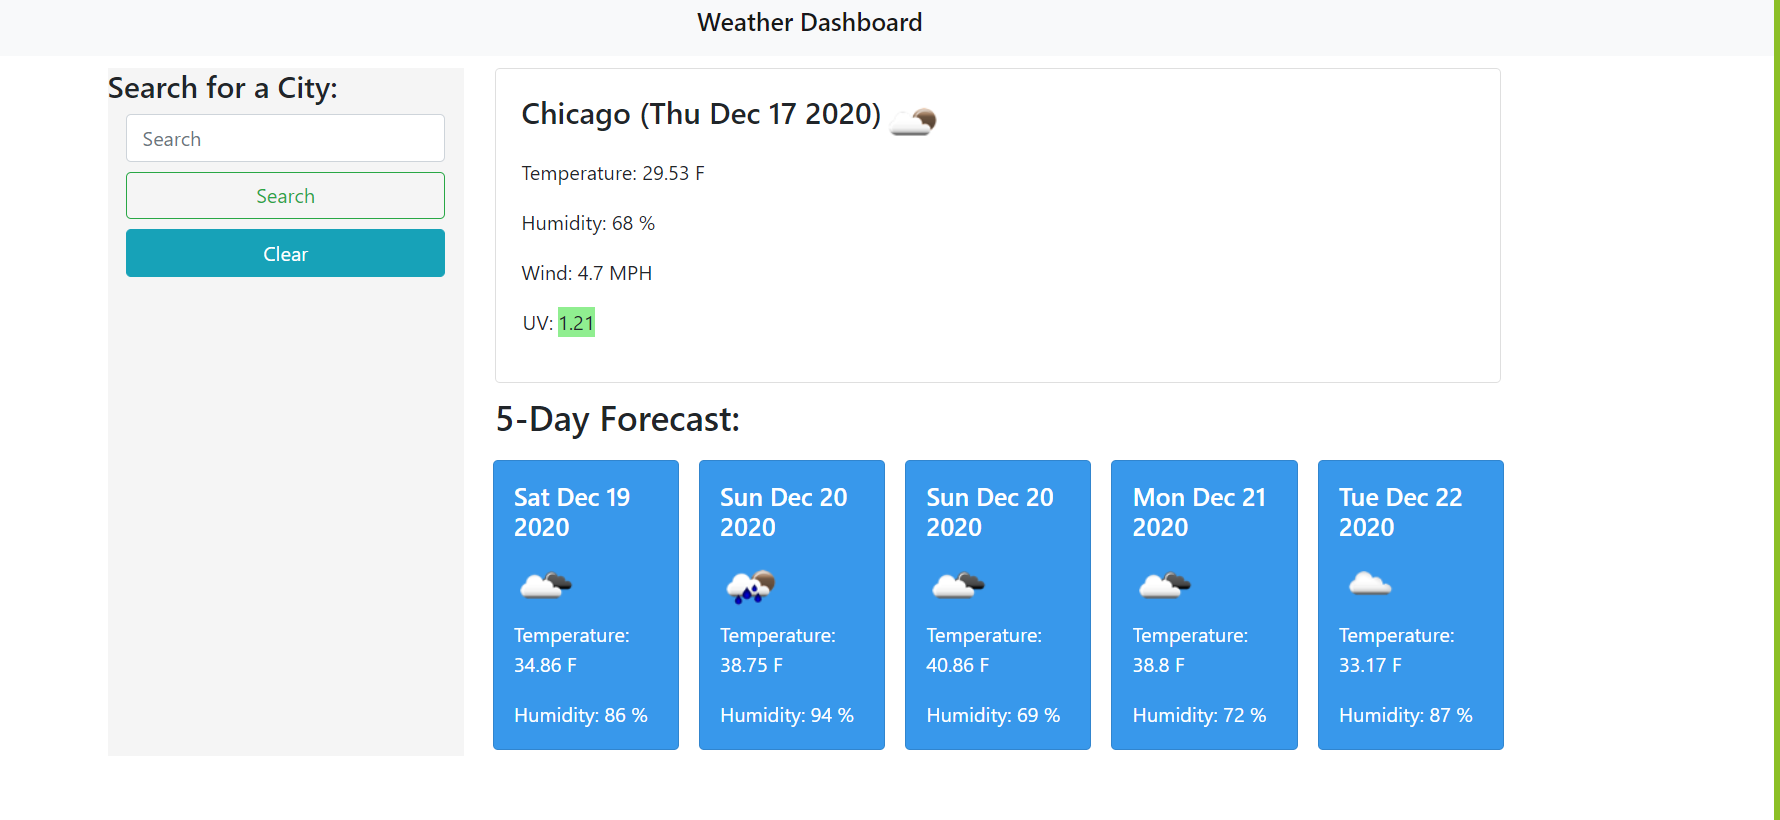 Weather Dashboard
Search for a City:
Search
Search
Clear
Chicago (Thu Dec 17 2020)
Temperature: 29.53 F
Humidity: 68 %
Wind: 4.7 MPH
UV: 1.21
5-Day Forecast:
Sat Dec 19
2020
Temperature:
34.86 F
Humidity: 86 %
Sun Dec 20
2020
Temperature:
38.75 F
Humidity: 94 %
Sun Dec 20
2020
Temperature:
40.86 F
Humidity: 69 %
Mon Dec 21
2020
Temperature:
38.8 F
Humidity: 72 %
Tue Dec 22
2020
Temperature:
33.17 F
Humidity: 87 %